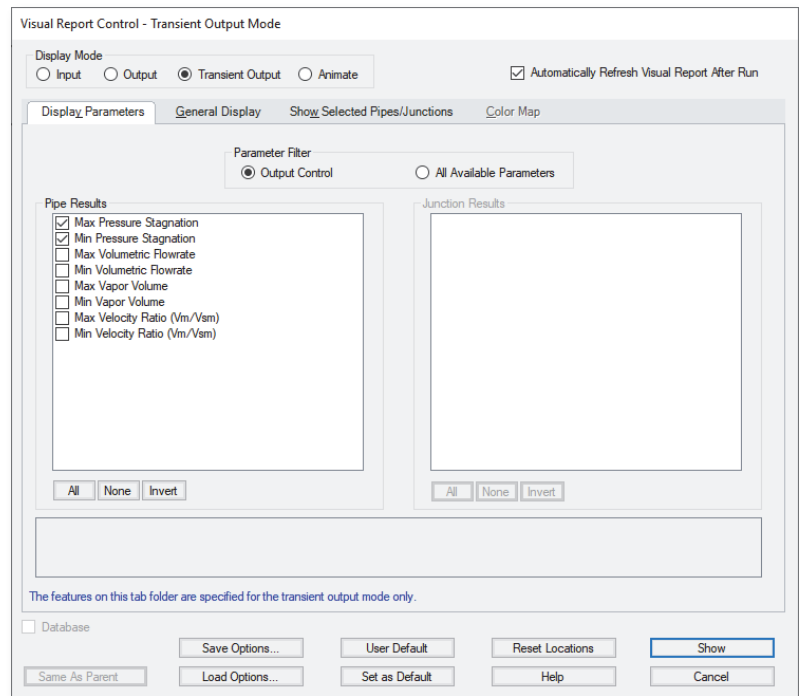 Visual Report Control - Transient Output Mode
Display Mode
Input Output Transient Output Animate
Automatically Refresh Visual Report After Run
Display Parameters General Display Show Selected Pipes/Junctions Color Map
Parameter Filter
Output Control All Available Parameters
Pipe Results
Max Pressure Stagnation
Min Pressure Stagnation
Max Volumetric Flowrate
Min Volumetric Flowrate
Max Vapor Volume
Min Vapor Volume
Max Velocity Ratio (Vm/Vsm)
Min Velocity Ratio (Vm/Vsm)
All None Invert
Junction Results
All None Invert
The features on this tab folder are specified for the transient output mode only.
Database
Save Options... User Default Reset Locations Show
Same As Parent Load Options... Set as Default Help Cancel